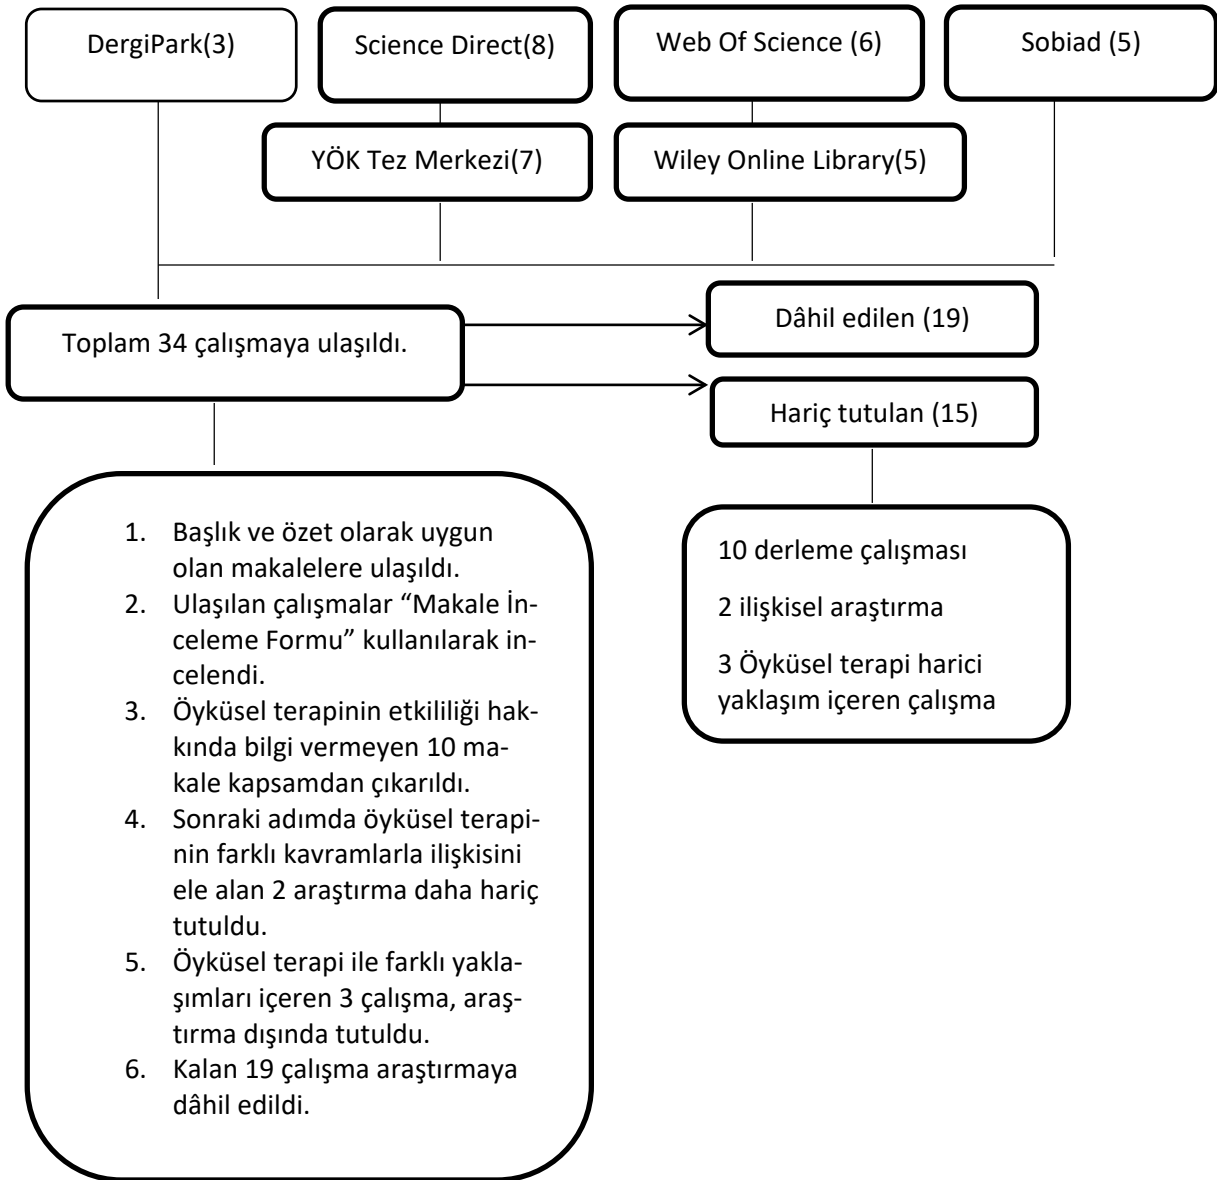 DergiPark(3)
Science Direct(8)
Web Of Science (6)
Sobiad (5)
YÖK Tez Merkezi(7)
Wiley Online Library(5)
Toplam 34 çalışmaya ulaşıldı.
Dâhil edilen (19)
Hariç tutulan (15)
1. Başlık ve özet olarak uygun
olan makalelere ulaşıldı.
2. Ulaşılan çalışmalar “Makale İn-
celeme Formu” kullanılarak in-
celendi.
3. Öyküsel terapinin etkililiği hak-
kında bilgi vermeyen 10 ma-
kale kapsamdan çıkarıldı.
4. Sonraki adımda öyküsel terapi-
nin farklı kavramlarla ilişkisini
ele alan 2 araştırma daha hariç
tutuldu.
5. Öyküsel terapi ile farklı yakla-
şımları içeren 3 çalışma, araş-
tırma dışında tutuldu.
6. Kalan 19 çalışma araştırmaya
dâhil edildi.
10 derleme çalışması
2 ilişkisel araştırma
3 Öyküsel terapi harici
yaklaşım içeren çalışma